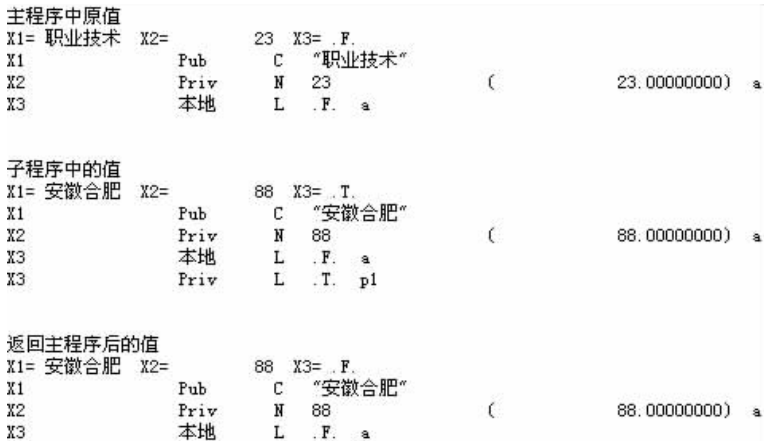 主程序中原值
X1= 职业技术 X2= 23 X3= .F.
X1 Pub C "职业技术"
X2 Priv N 23 ( 23.00000000) a
X3 本地 L .F. a
子程序中的值
X1= 安徽合肥 X2= 88 X3= .T.
X1 Pub C "安徽合肥"
X2 Priv N 88 ( 88.00000000) a
X3 本地 L .F. a
X3 Priv L .T. p1
返回主程序后的值
X1= 安徽合肥 X2= 88 X3= .F.
X1 Pub C "安徽合肥"
X2 Priv N 88 ( 88.00000000) a
X3 本地 L .F. a